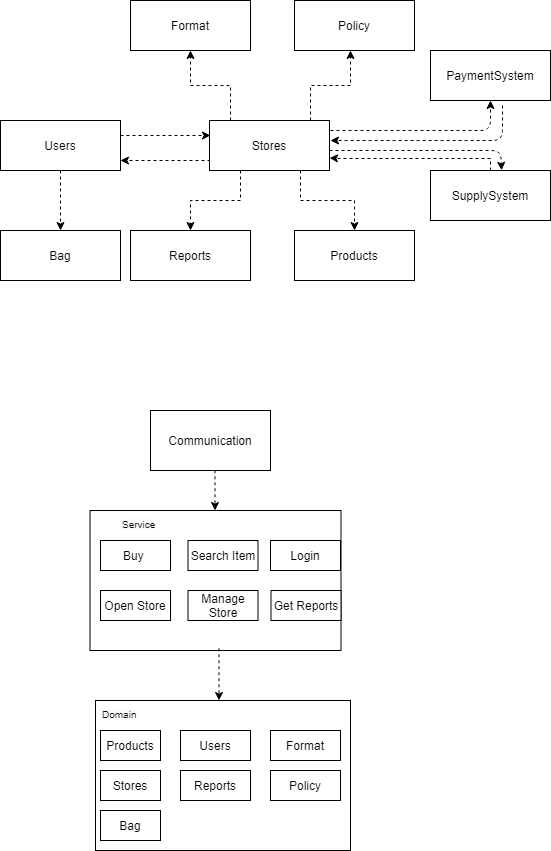 Format
Policy
PaymentSystem
Users
Stores
SupplySystem
Bag
Reports
Products
Communication
Service
Buy
Search Item
Login
Open Store
Manage
Store
Get Reports
Domain
Products
Users
Format
Stores
Reports
Policy
Bag